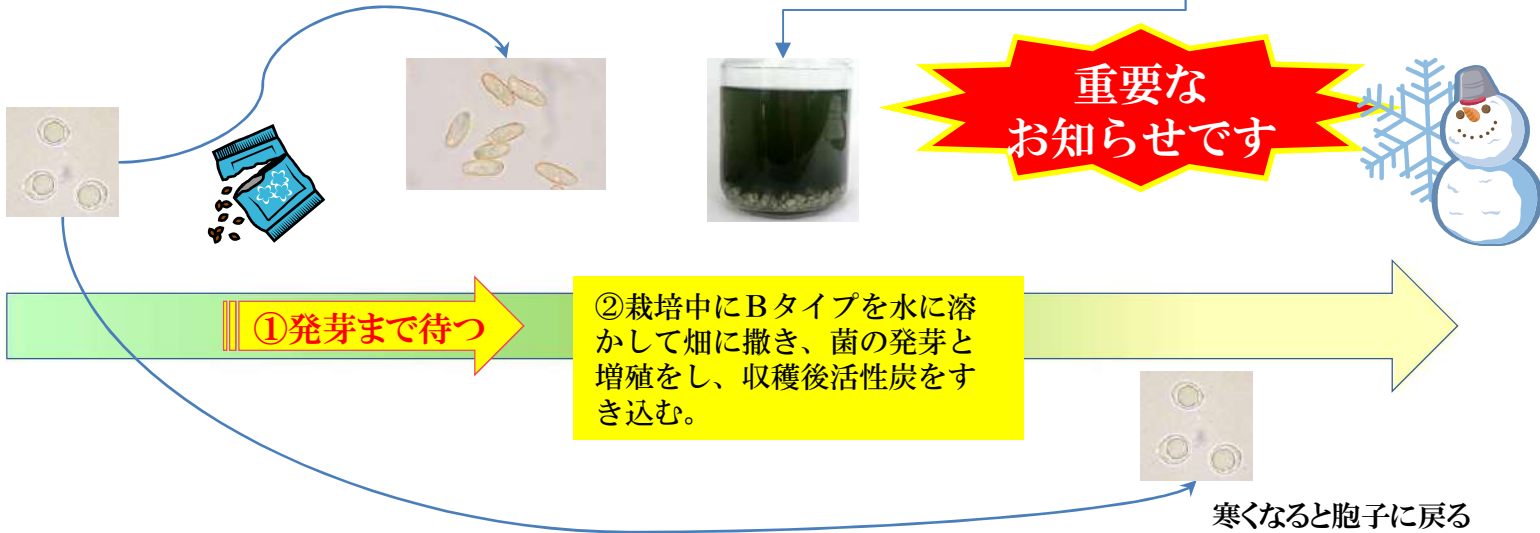 重要な
お知らせです
①発芽まで待つ
②栽培中にBタイプを水に溶
かして畑に撒き、菌の発芽と
増殖をし、収穫後活性炭をす
き込む。
寒くなると胞子に戻る